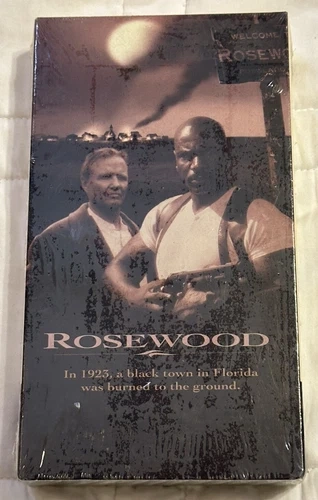 WELCOME
ROSEWO
ROSEWOOD
In 1923, a black town in Florida
was burned to the ground.